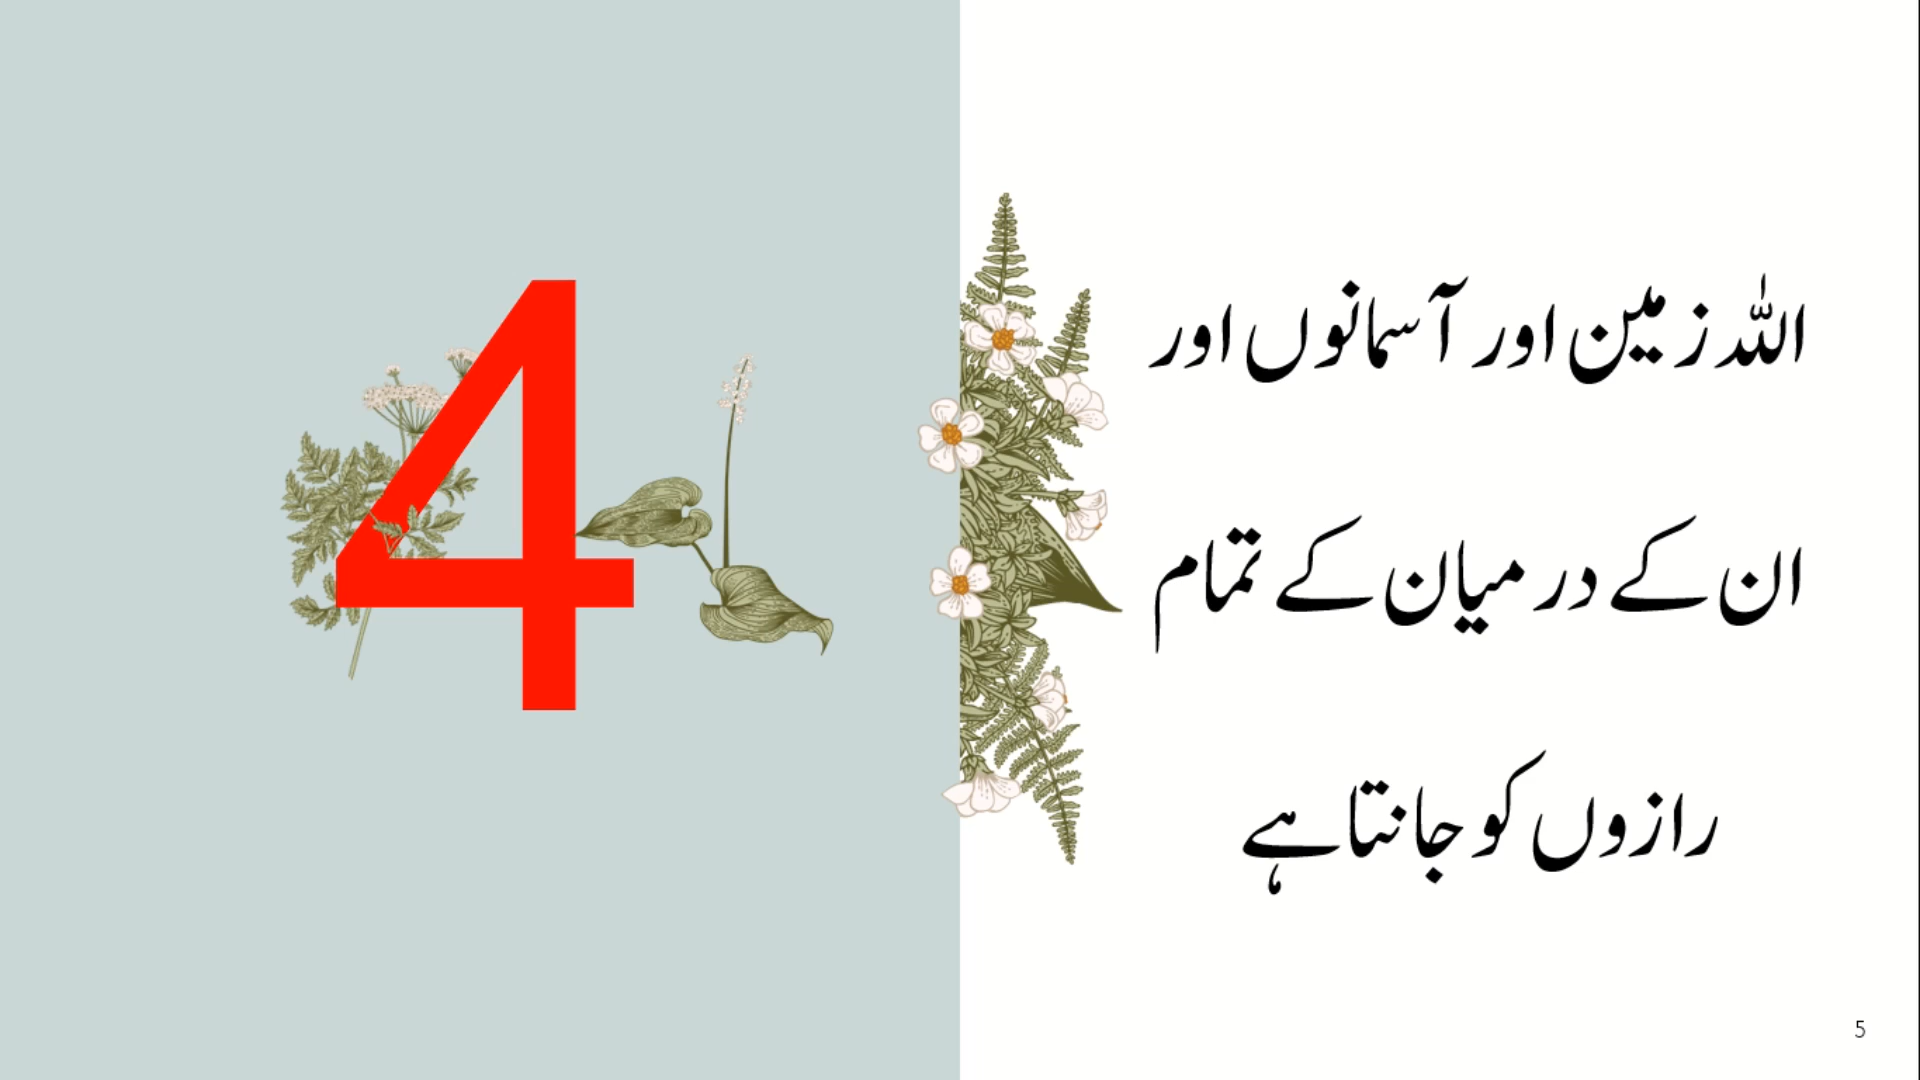 4
اللہ زمین اور آسمانوں اور
ان کے درمیان کے تمام
رازوں کو جانتا ہے
5